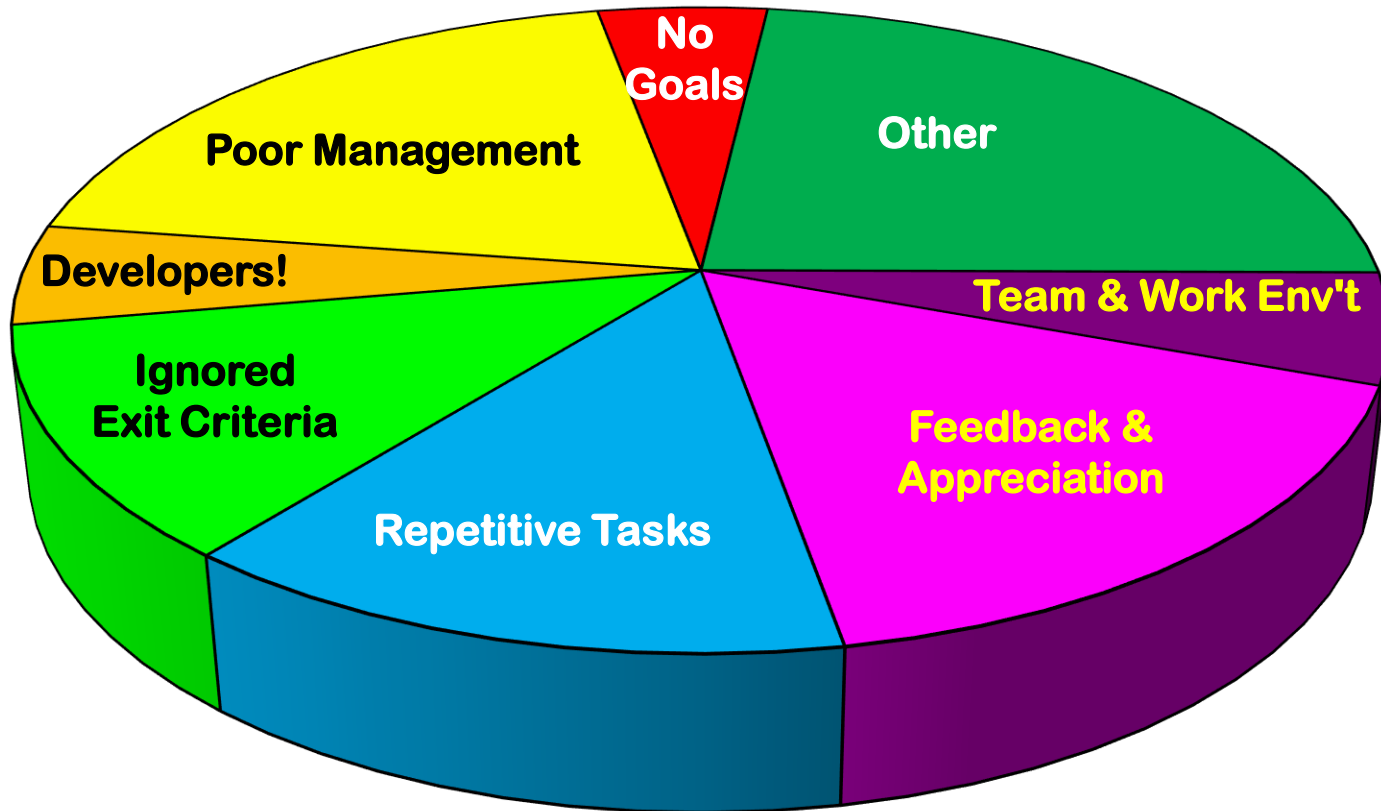 No
Goals
Other
Poor Management
Developers!
Team & Work Env't
Ignored
Exit Criteria
Feedback &
Appreciation
Repetitive Tasks